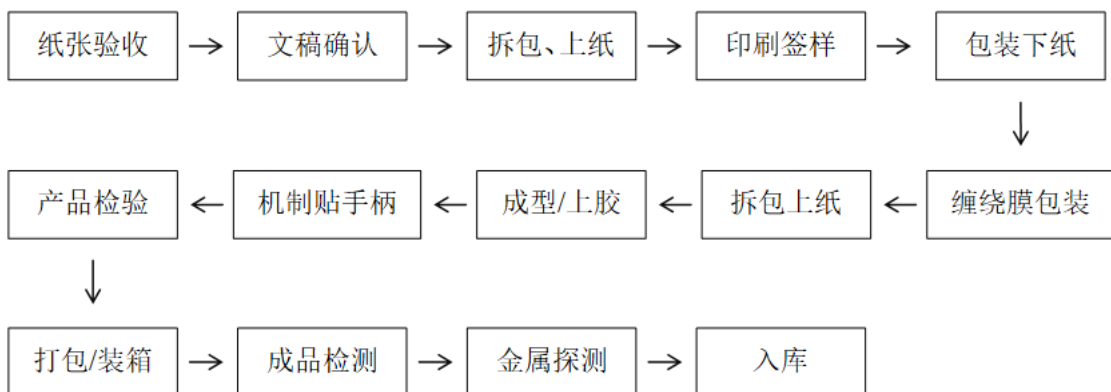 纸张验收 → 文稿确认 → 拆包、上纸 → 印刷签样 → 包装下纸
产品检验 ← 机制贴手柄 ← 成型/上胶 ← 拆包上纸 ← 缠绕膜包装
打包/装箱 → 成品检测 → 金属探测 → 入库